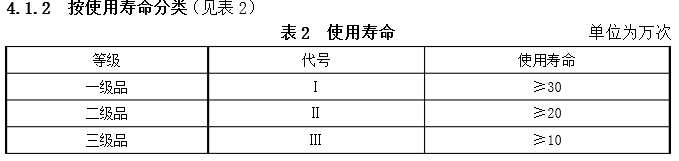 4.1.2 按使用寿命分类(见表2)
表2 使用寿命 单位为万次
等级 代号 使用寿命
一级品 Ⅰ ≥30
二级品 Ⅱ ≥20
三级品 Ⅲ ≥10